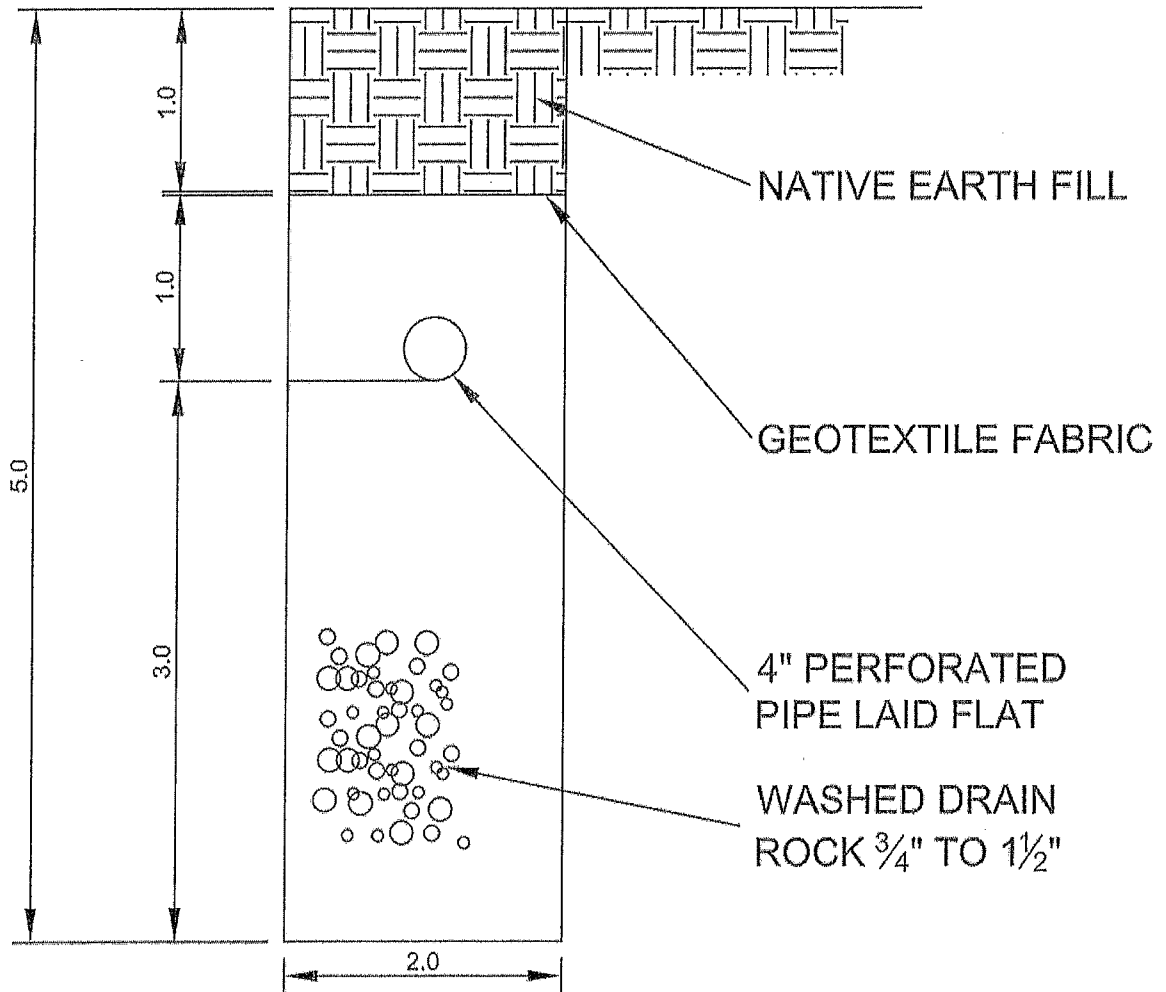 1.0
NATIVE EARTH FILL
1.0
GEOTEXTILE FABRIC
5.0
3.0
4" PERFORATED
PIPE LAID FLAT
WASHED DRAIN
ROCK ¾" TO 1½"
2.0